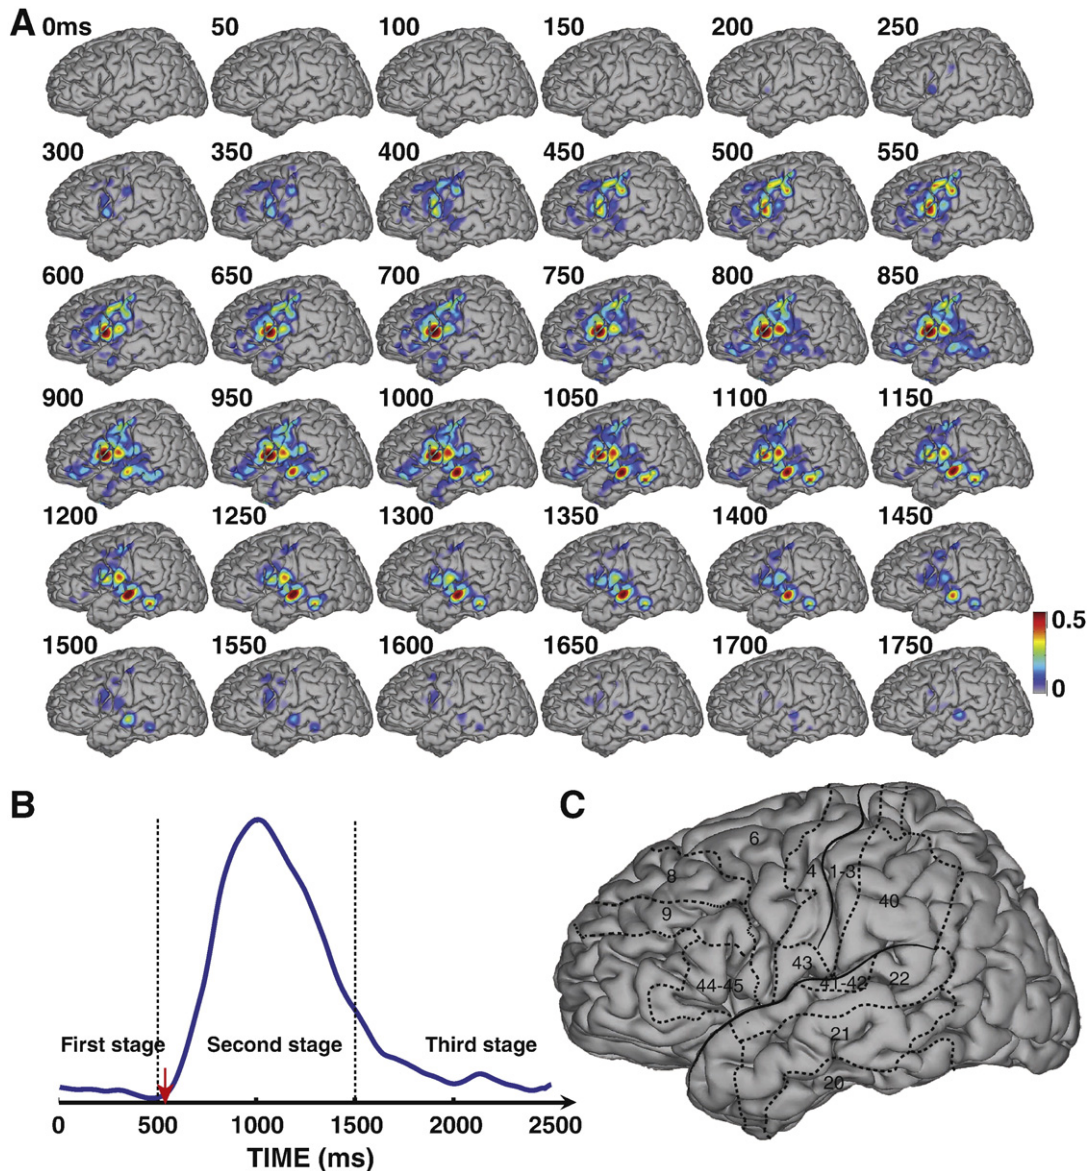 A
0ms 50 100 150 200 250
300 350 400 450 500 550
600 650 700 750 800 850
900 950 1000 1050 1100 1150
1200 1250 1300 1350 1400 1450
0.5
0
1500 1550 1600 1650 1700 1750
B
First stage Second stage Third stage
0 500 1000 1500 2000 2500
TIME (ms)
C
6
8 4 1-3
9 40
43
44-45 41-42 22
21
20